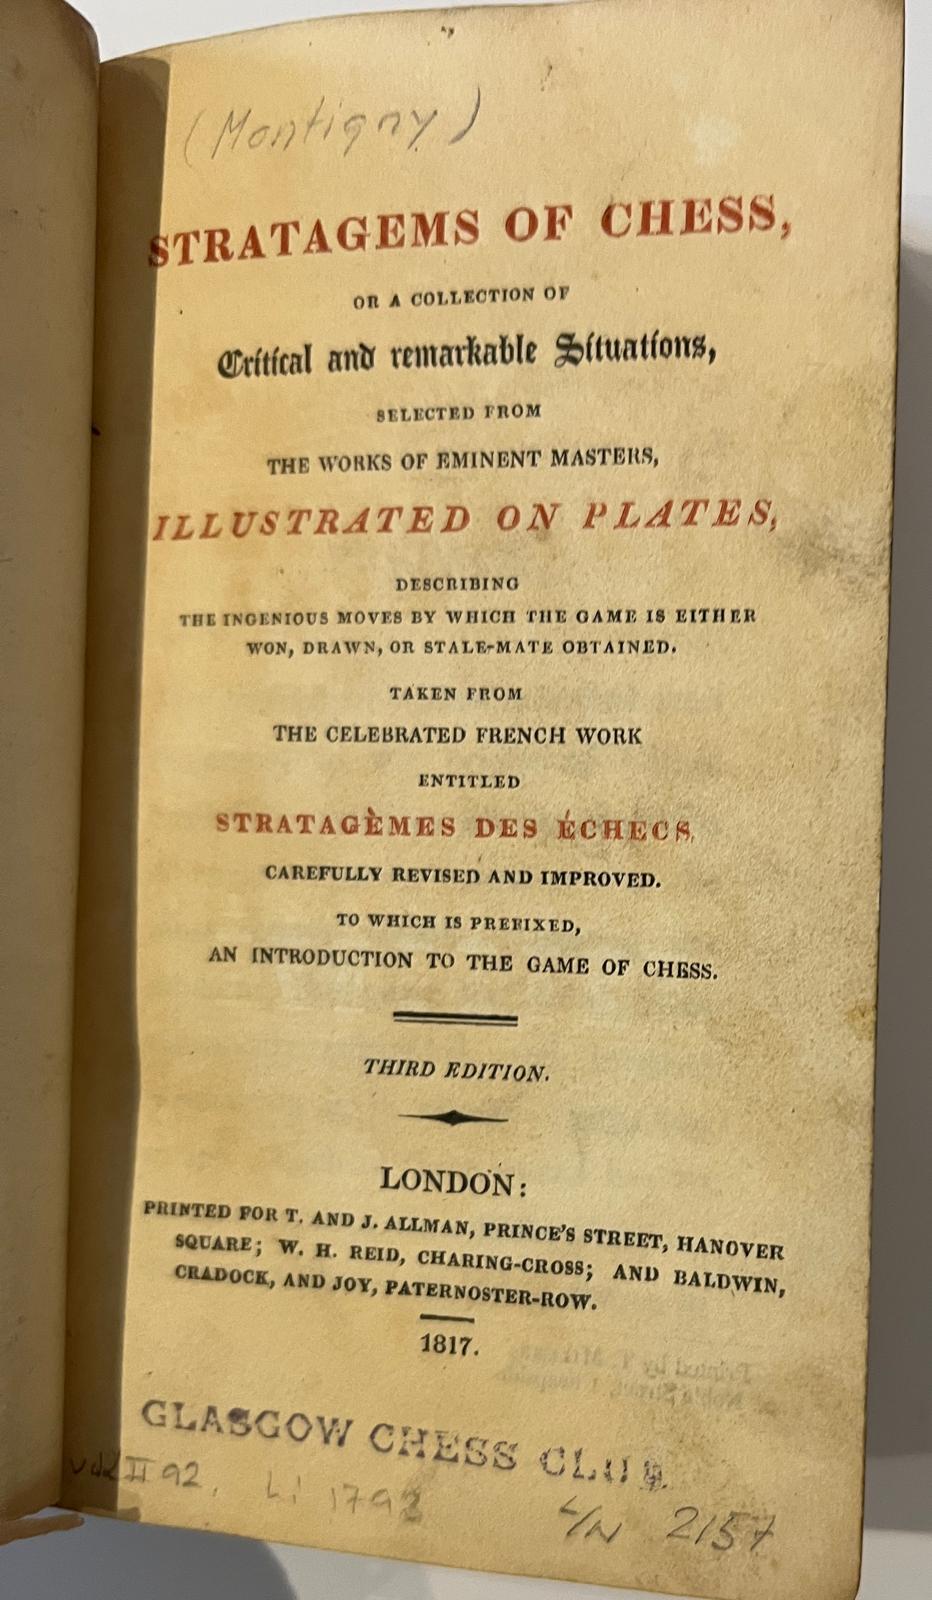 (Montigny)
STRATAGEMS OF CHESS,
OR A COLLECTION OF
Critical and remarkable Situations,
SELECTED FROM
THE WORKS OF EMINENT MASTERS,
ILLUSTRATED ON PLATES,
DESCRIBING
THE INGENIOUS MOVES BY WHICH THE GAME IS EITHER
WON, DRAWN, OR STALE-MATE OBTAINED.
TAKEN FROM
THE CELEBRATED FRENCH WORK
ENTITLED
STRATAGÈMES DES ÉCHECS.
CAREFULLY REVISED AND IMPROVED.
TO WHICH IS PREFIXED,
AN INTRODUCTION TO THE GAME OF CHESS.
THIRD EDITION.
LONDON:
PRINTED FOR T. AND J. ALLMAN, PRINCE'S STREET, HANOVER
SQUARE; W. H. REID, CHARING-CROSS; AND BALDWIN,
CRADOCK, AND JOY, PATERNOSTER-ROW.
1817.
GLASGOW CHESS CLUB
II 92.
L/N 2157